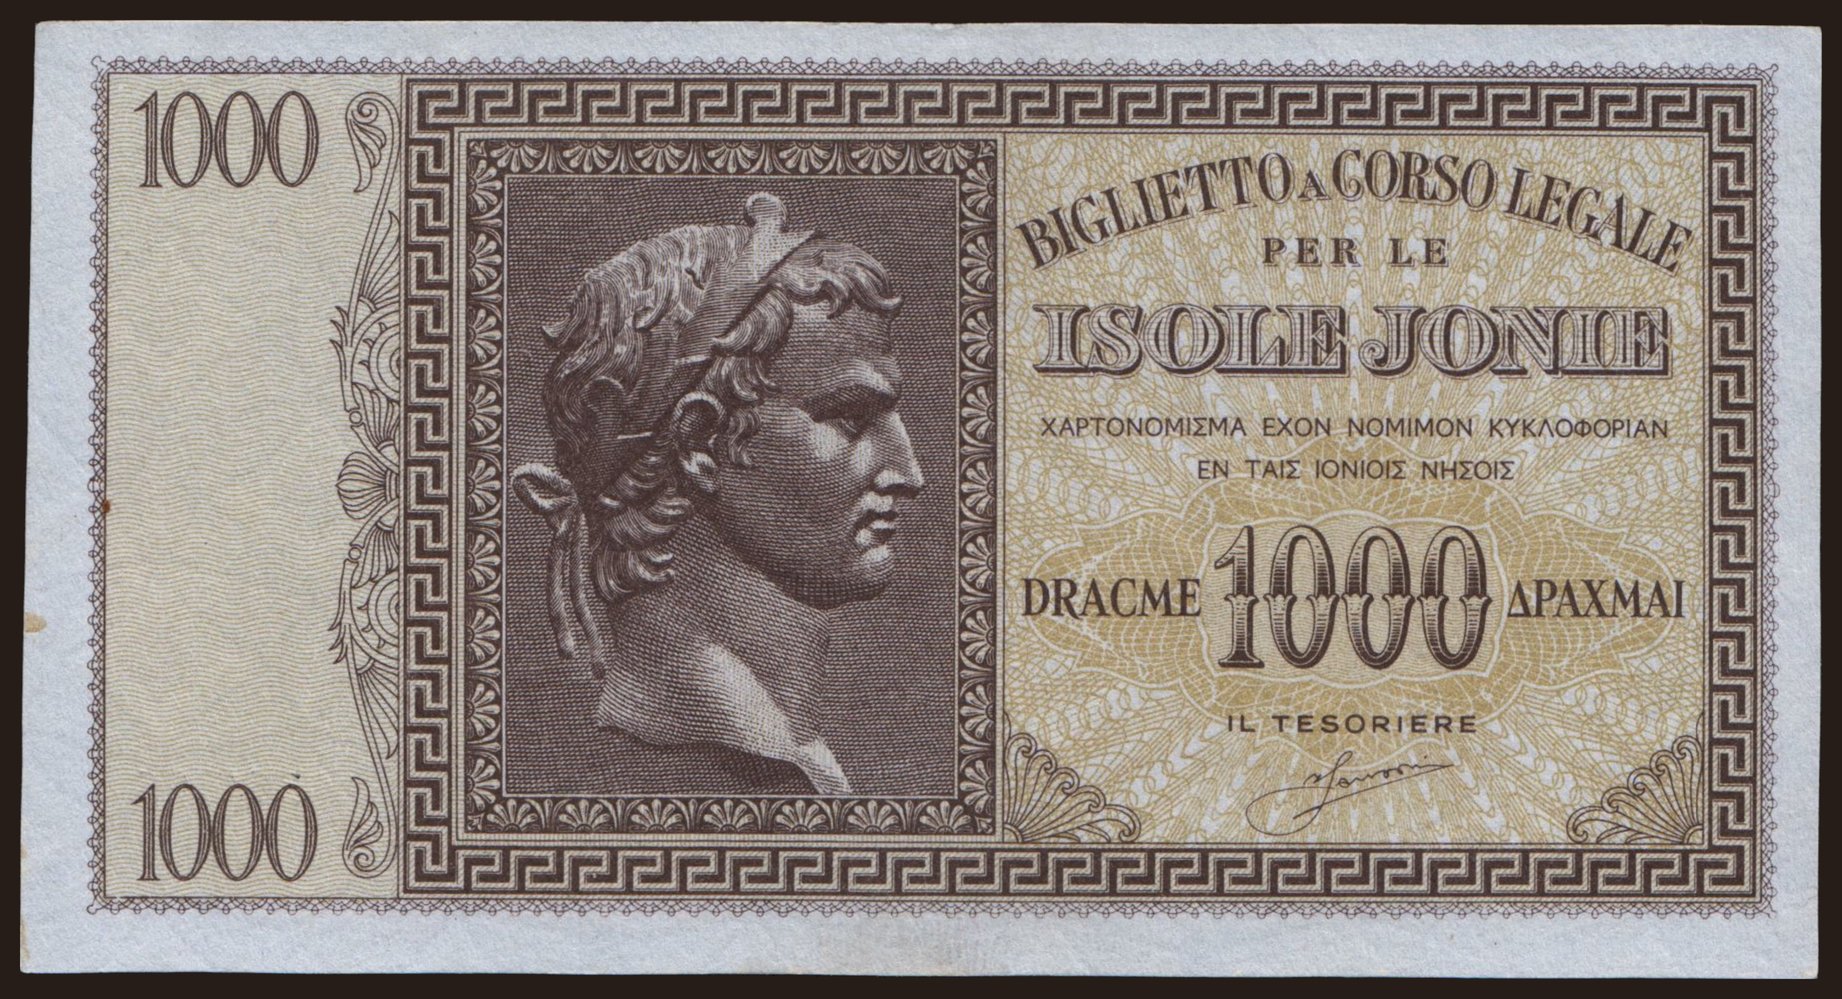 1000
BIGLIETTO A CORSO LEGALE
PER LE
ISOLE JONIE
ΧΑΡΤΟΝΟΜΙΣΜΑ ΕΧΟΝ ΝΟΜΙΜΟΝ ΚΥΚΛΟΦΟΡΙΑΝ
ΕΝ ΤΑΙΣ ΙΟΝΙΟΙΣ ΝΗΣΟΙΣ
DRACME 1000 ΔΡΑΧΜΑΙ
IL TESORIERE
1000